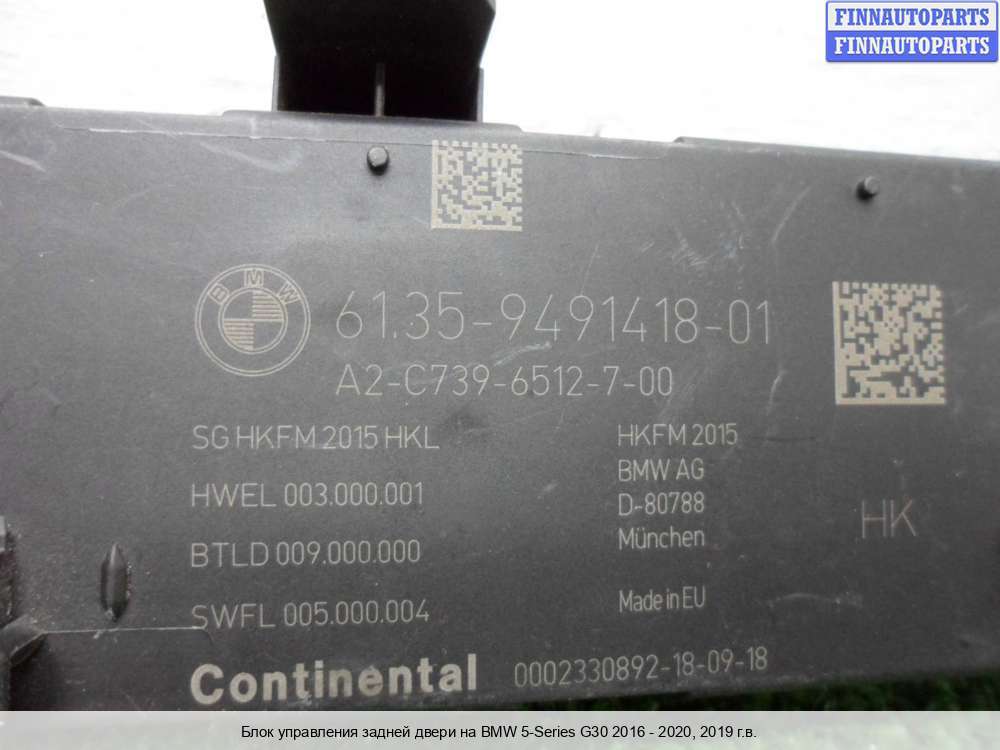 FINNAUTOPARTS
FINNAUTOPARTS
BMW
61.35-9491418-01
A2-C739-6512-7-00
SG HKFM 2015 HKL
HWEL 003.000.001
BTLD 009.000.000
SWFL 005.000.004
HKFM 2015
BMW AG
D-80788
München
Made in EU
HK
Continental 0002330892-18-09-18
Блок управления задней двери на BMW 5-Series G30 2016 - 2020, 2019 г.в.